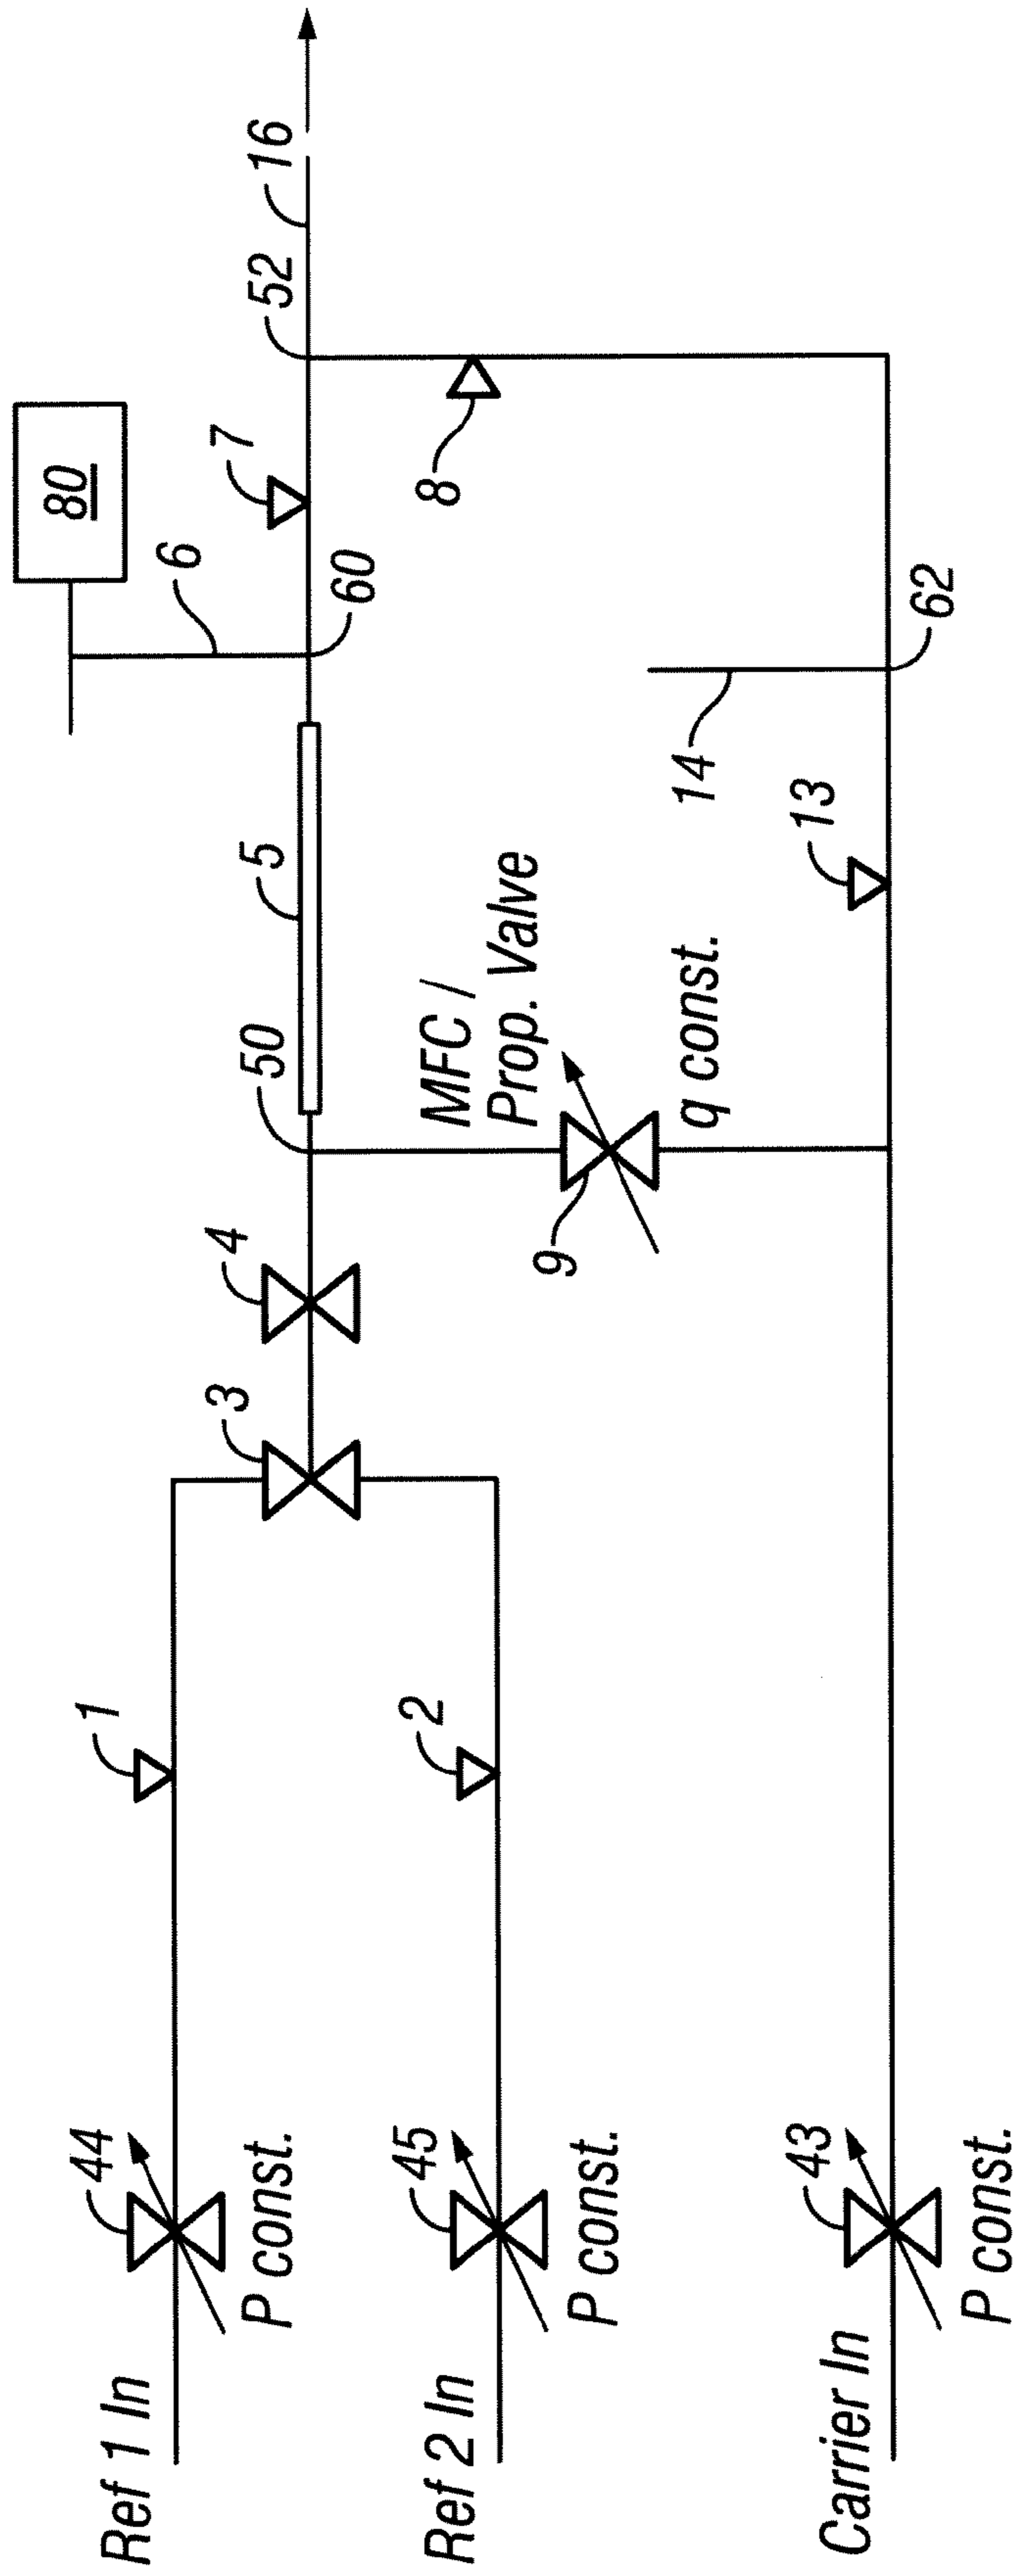 Ref 1 In
44
P const.
1
Ref 2 In
45
P const.
2
3
4
50
5
60
6
80
7
52
16
8
9
MFC /
Prop. Valve
q const.
Carrier In
43
P const.
13
14
62